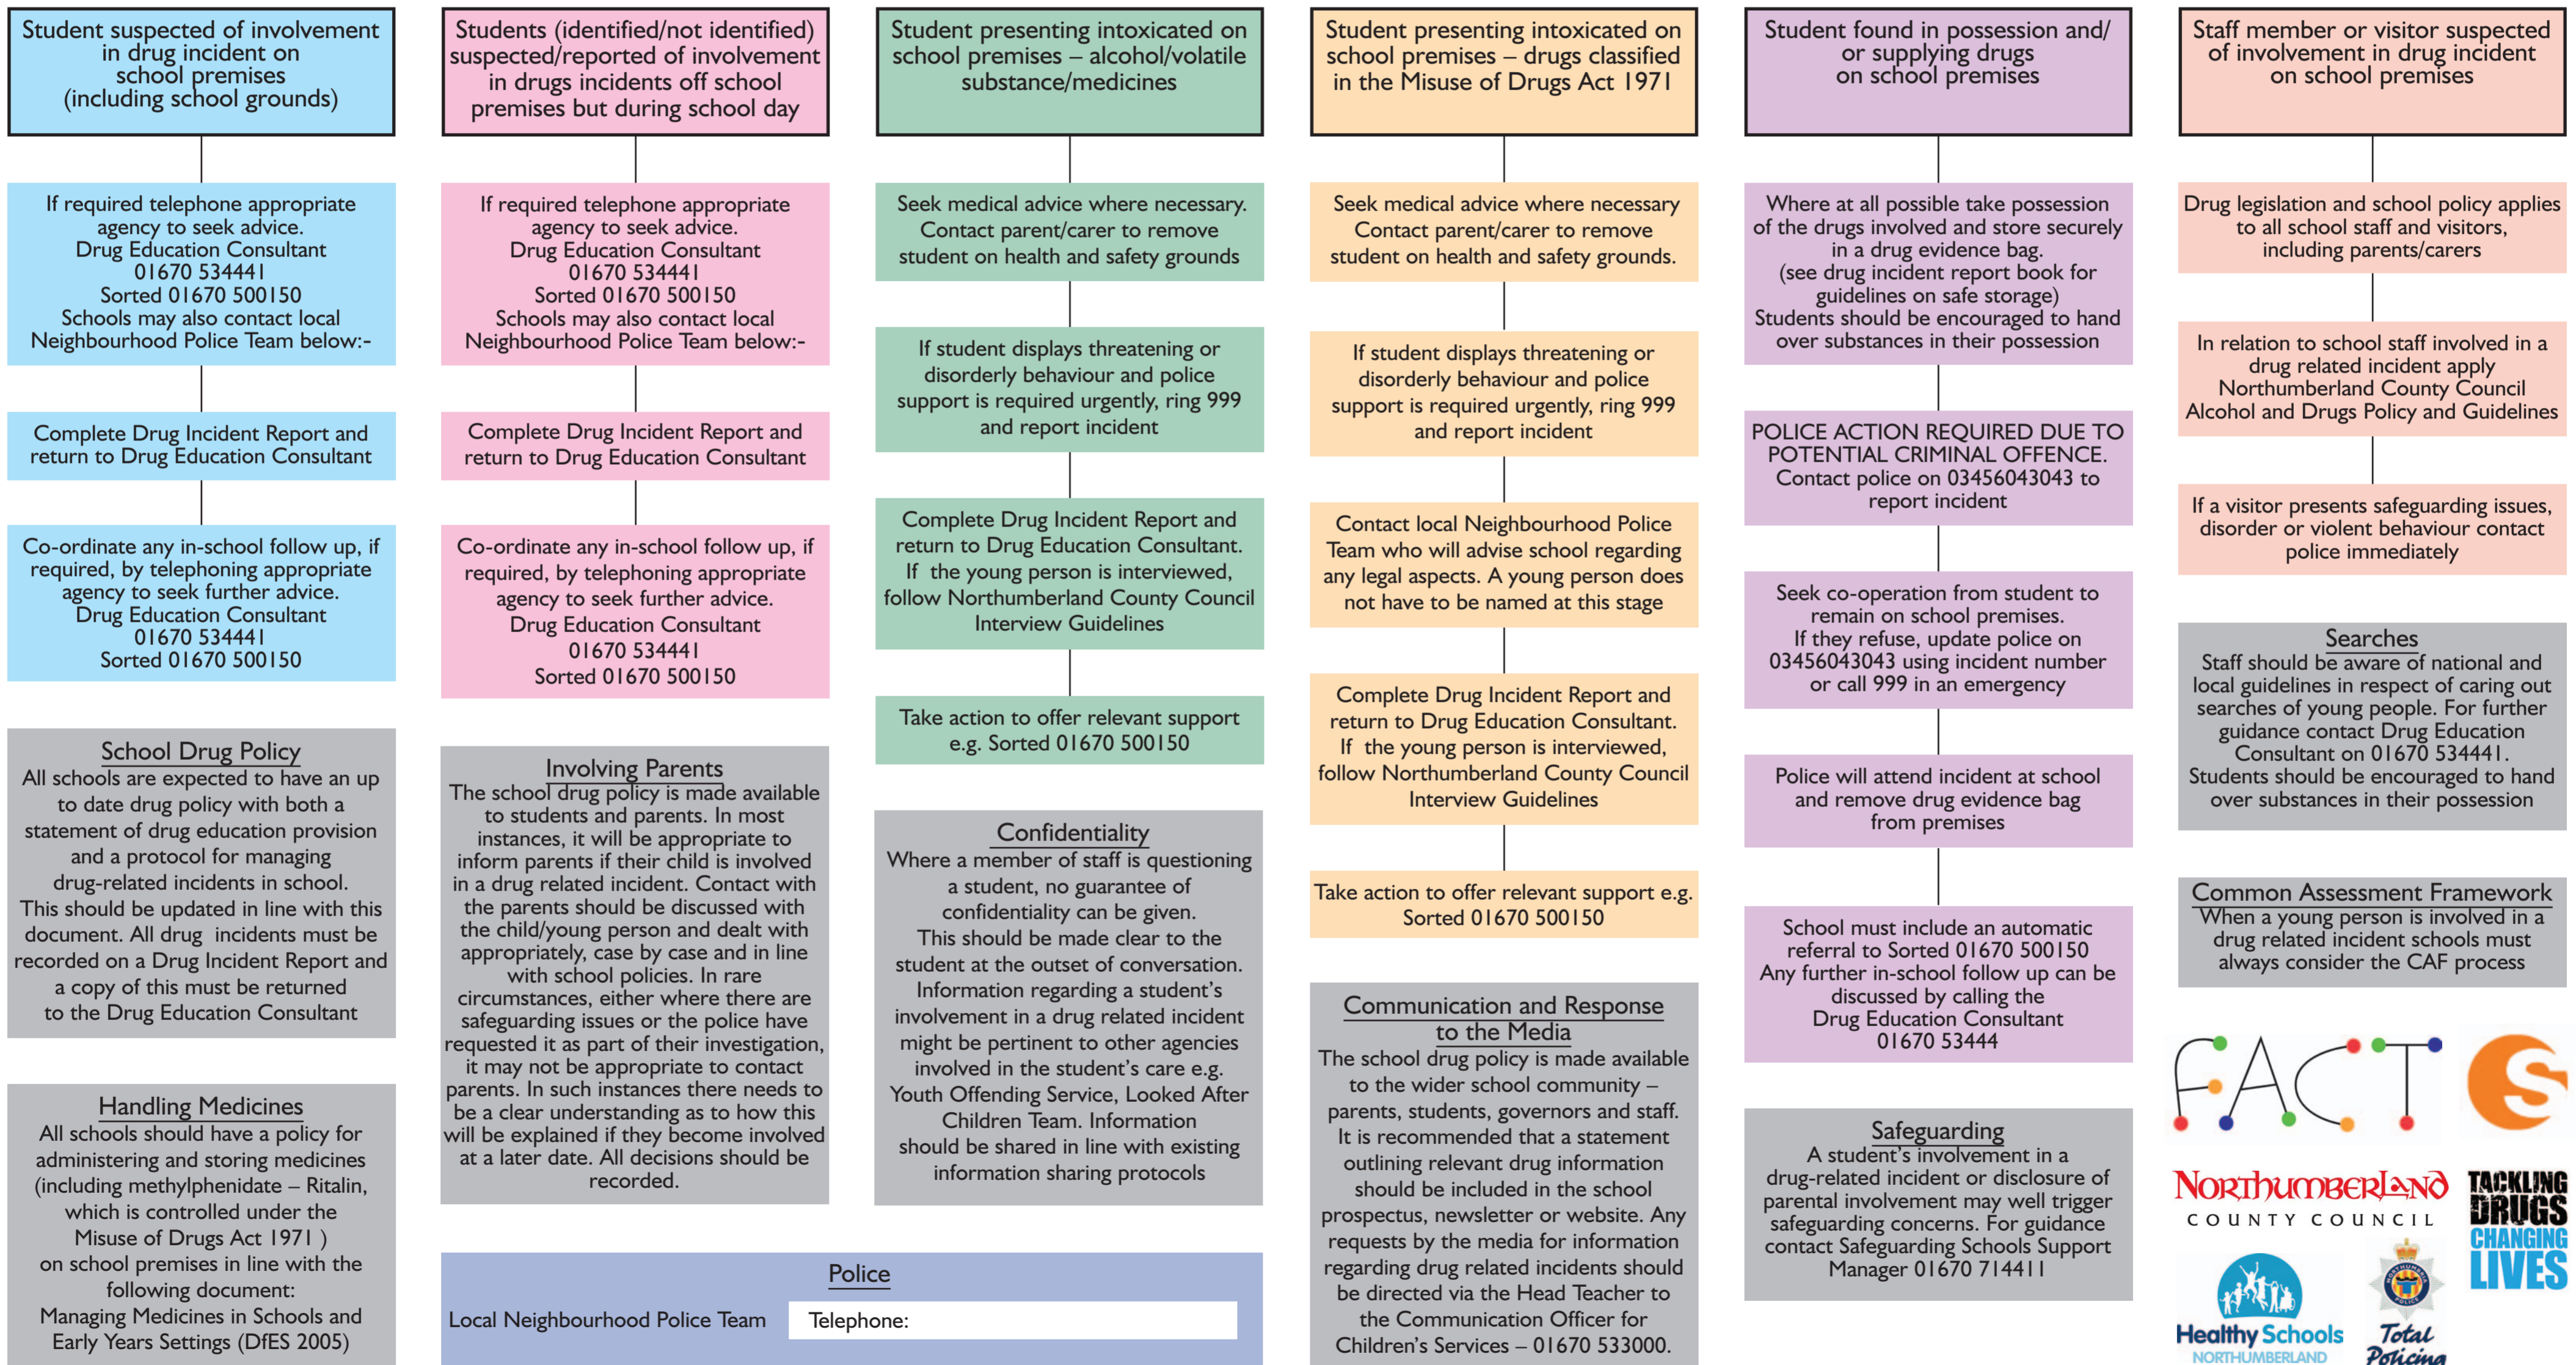 Student suspected of involvement
in drug incident on
school premises
(including school grounds)
If required telephone appropriate
agency to seek advice.
Drug Education Consultant
01670 534441
Sorted 01670 500150
Schools may also contact local
Neighbourhood Police Team below:-
Complete Drug Incident Report and
return to Drug Education Consultant
Co-ordinate any in-school follow up, if
required, by telephoning appropriate
agency to seek further advice.
Drug Education Consultant
01670 534441
Sorted 01670 500150
School Drug Policy
All schools are expected to have an up
to date drug policy with both a
statement of drug education provision
and a protocol for managing
drug-related incidents in school.
This should be updated in line with this
document. All drug incidents must be
recorded on a Drug Incident Report and
a copy of this must be returned
to the Drug Education Consultant
Handling Medicines
All schools should have a policy for
administering and storing medicines
(including methylphenidate – Ritalin,
which is controlled under the
Misuse of Drugs Act 1971 )
on school premises in line with the
following document:
Managing Medicines in Schools and
Early Years Settings (DfES 2005)
Students (identified/not identified)
suspected/reported of involvement
in drugs incidents off school
premises but during school day
If required telephone appropriate
agency to seek advice.
Drug Education Consultant
01670 534441
Sorted 01670 500150
Schools may also contact local
Neighbourhood Police Team below:-
Complete Drug Incident Report and
return to Drug Education Consultant
Co-ordinate any in-school follow up, if
required, by telephoning appropriate
agency to seek further advice.
Drug Education Consultant
01670 534441
Sorted 01670 500150
Involving Parents
The school drug policy is made available
to students and parents. In most
instances, it will be appropriate to
inform parents if their child is involved
in a drug related incident. Contact with
the parents should be discussed with
the child/young person and dealt with
appropriately, case by case and in line
with school policies. In rare
circumstances, either where there are
safeguarding issues or the police have
requested it as part of their investigation,
it may not be appropriate to contact
parents. In such instances there needs to
be a clear understanding as to how this
will be explained if they become involved
at a later date. All decisions should be
recorded.
Student presenting intoxicated on
school premises – alcohol/volatile
substance/medicines
Seek medical advice where necessary.
Contact parent/carer to remove
student on health and safety grounds
If student displays threatening or
disorderly behaviour and police
support is required urgently, ring 999
and report incident
Complete Drug Incident Report and
return to Drug Education Consultant.
If the young person is interviewed,
follow Northumberland County Council
Interview Guidelines
Take action to offer relevant support
e.g. Sorted 01670 500150
Confidentiality
Where a member of staff is questioning
a student, no guarantee of
confidentiality can be given.
This should be made clear to the
student at the outset of conversation.
Information regarding a student's
involvement in a drug related incident
might be pertinent to other agencies
involved in the student's care e.g.
Youth Offending Service, Looked After
Children Team. Information
should be shared in line with existing
information sharing protocols
Police
Local Neighbourhood Police Team
Telephone:
Student presenting intoxicated on
school premises – drugs classified
in the Misuse of Drugs Act 1971
Seek medical advice where necessary
Contact parent/carer to remove
student on health and safety grounds.
If student displays threatening or
disorderly behaviour and police
support is required urgently, ring 999
and report incident
Contact local Neighbourhood Police
Team who will advise school regarding
any legal aspects. A young person does
not have to be named at this stage
Complete Drug Incident Report and
return to Drug Education Consultant.
If the young person is interviewed,
follow Northumberland County Council
Interview Guidelines
Take action to offer relevant support e.g.
Sorted 01670 500150
Communication and Response
to the Media
The school drug policy is made available
to the wider school community –
parents, students, governors and staff.
It is recommended that a statement
outlining relevant drug information
should be included in the school
prospectus, newsletter or website. Any
requests by the media for information
regarding drug related incidents should
be directed via the Head Teacher to
the Communication Officer for
Children's Services – 01670 533000.
Student found in possession and/
or supplying drugs
on school premises
Where at all possible take possession
of the drugs involved and store securely
in a drug evidence bag.
(see drug incident report book for
guidelines on safe storage)
Students should be encouraged to hand
over substances in their possession
POLICE ACTION REQUIRED DUE TO
POTENTIAL CRIMINAL OFFENCE.
Contact police on 03456043043 to
report incident
Seek co-operation from student to
remain on school premises.
If they refuse, update police on
03456043043 using incident number
or call 999 in an emergency
Police will attend incident at school
and remove drug evidence bag
from premises
School must include an automatic
referral to Sorted 01670 500150
Any further in-school follow up can be
discussed by calling the
Drug Education Consultant
01670 53444
Safeguarding
A student's involvement in a
drug-related incident or disclosure of
parental involvement may well trigger
safeguarding concerns. For guidance
contact Safeguarding Schools Support
Manager 01670 714411
Staff member or visitor suspected
of involvement in drug incident
on school premises
Drug legislation and school policy applies
to all school staff and visitors,
including parents/carers
In relation to school staff involved in a
drug related incident apply
Northumberland County Council
Alcohol and Drugs Policy and Guidelines
If a visitor presents safeguarding issues,
disorder or violent behaviour contact
police immediately
Searches
Staff should be aware of national and
local guidelines in respect of caring out
searches of young people. For further
guidance contact Drug Education
Consultant on 01670 534441.
Students should be encouraged to hand
over substances in their possession
Common Assessment Framework
When a young person is involved in a
drug related incident schools must
always consider the CAF process
FACT
S
NORTHUMBERLAND
COUNTY COUNCIL
TACKLING
DRUGS
CHANGING
LIVES
Healthy Schools
NORTHUMBERLAND
NORTHUMBRIA
POLICE
Total
Policing